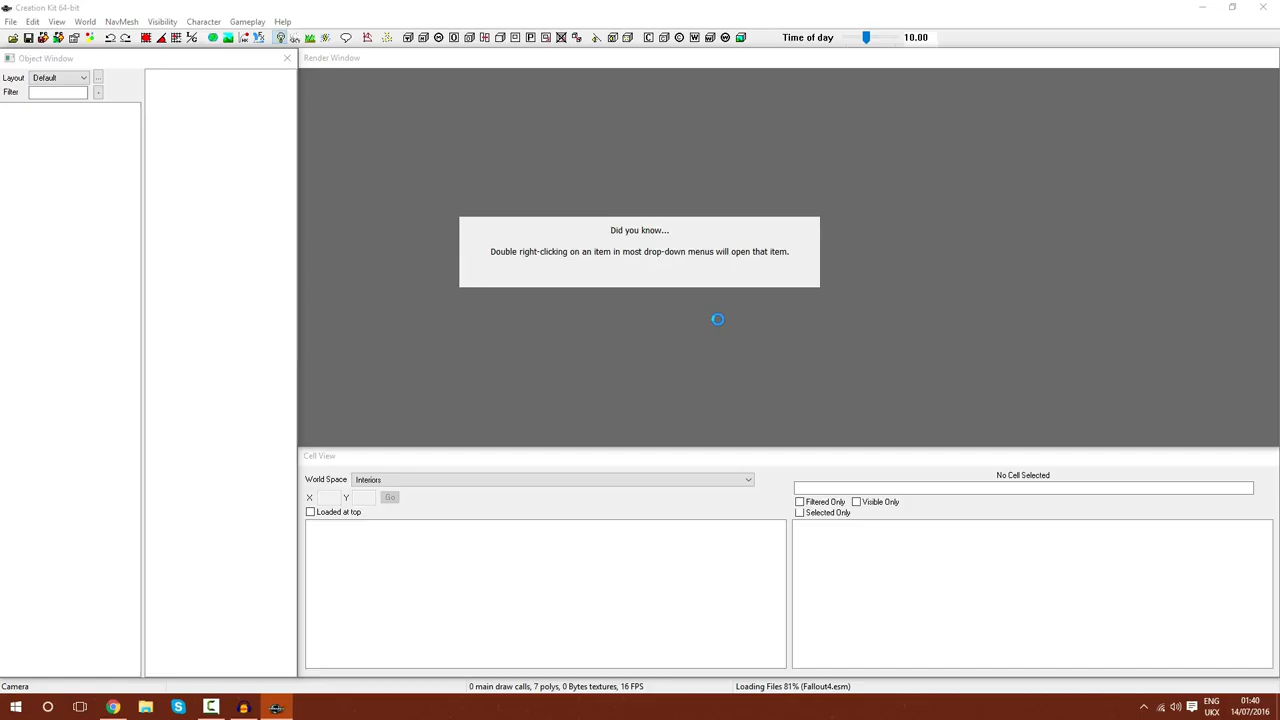 Creation Kit 64-bit
File Edit View World NavMesh Visibility Character Gameplay Help
Time of day 10.00
Object Window
Render Window
Layout Default ...
Filter
Did you know...
Double right-clicking on an item in most drop-down menus will open that item.
Cell View
World Space Interiors
No Cell Selected
X Y Go
Filtered Only Visible Only
Loaded at top
Selected Only
Camera
0 main draw calls, 7 polys, 0 Bytes textures, 16 FPS
Loading Files 81% (Fallout4.esm)
ENG 01:40
UKX 14/07/2016